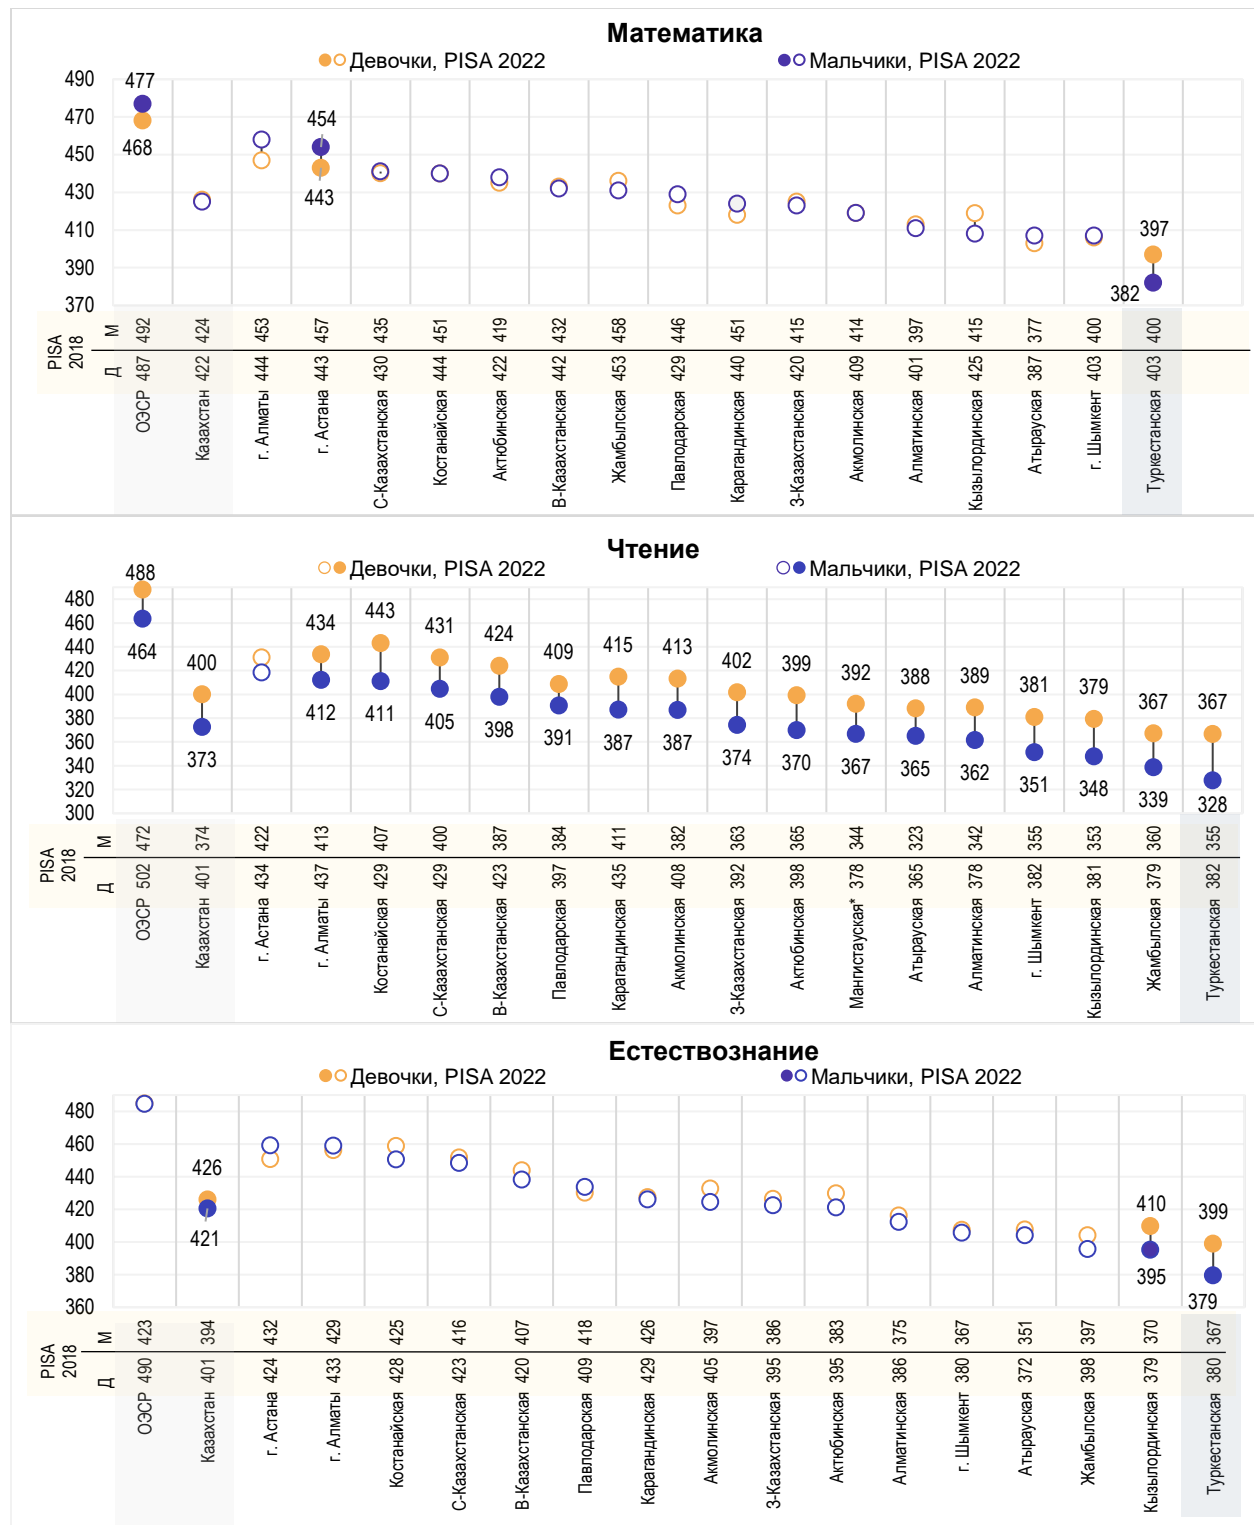 Математика
Девочки, PISA 2022 Мальчики, PISA 2022
490
470
450
430
410
390
370
477
468
454
443
397
382
PISA 2018
М 492 424 453 457 435 451 419 432 458 446 451 415 414 397 415 377 400 400
Д 487 422 444 443 430 444 422 442 453 429 440 420 409 401 425 387 403 403
ОЭСР
Казахстан
г. Алматы
г. Астана
С-Казахстанская
Костанайская
Актюбинская
В-Казахстанская
Жамбылская
Павлодарская
Карагандинская
З-Казахстанская
Акмолинская
Алматинская
Кызылординская
Атырауская
г. Шымкент
Туркестанская
Чтение
Девочки, PISA 2022 Мальчики, PISA 2022
480
460
440
420
400
380
360
340
320
300
488 400 434 443 431 424 409 415 413 402 399 392 388 389 381 379 367 367
464 373 412 411 405 398 391 387 387 374 370 367 365 362 351 348 339 328
PISA 2018
М 472 374 422 413 407 400 387 384 411 382 363 365 344 323 342 355 353 360 355
Д 502 401 434 437 429 429 423 397 435 408 392 398 378 365 378 382 381 379 382
ОЭСР
Казахстан
г. Астана
г. Алматы
Костанайская
С-Казахстанская
В-Казахстанская
Павлодарская
Карагандинская
Акмолинская
З-Казахстанская
Актюбинская
Мангистауская*
Атырауская
Алматинская
г. Шымкент
Кызылординская
Жамбылская
Туркестанская
Естествознание
Девочки, PISA 2022 Мальчики, PISA 2022
480
460
440
420
400
380
360
426
421
410
395
399
379
PISA 2018
М 423 394 432 429 425 416 407 418 426 397 386 383 375 367 351 397 370 367
Д 490 401 424 433 428 423 420 409 429 405 395 395 386 380 372 398 379 380
ОЭСР
Казахстан
г. Астана
г. Алматы
Костанайская
С-Казахстанская
В-Казахстанская
Павлодарская
Карагандинская
Акмолинская
З-Казахстанская
Актюбинская
Алматинская
г. Шымкент
Атырауская
Жамбылская
Кызылординская
Туркестанская